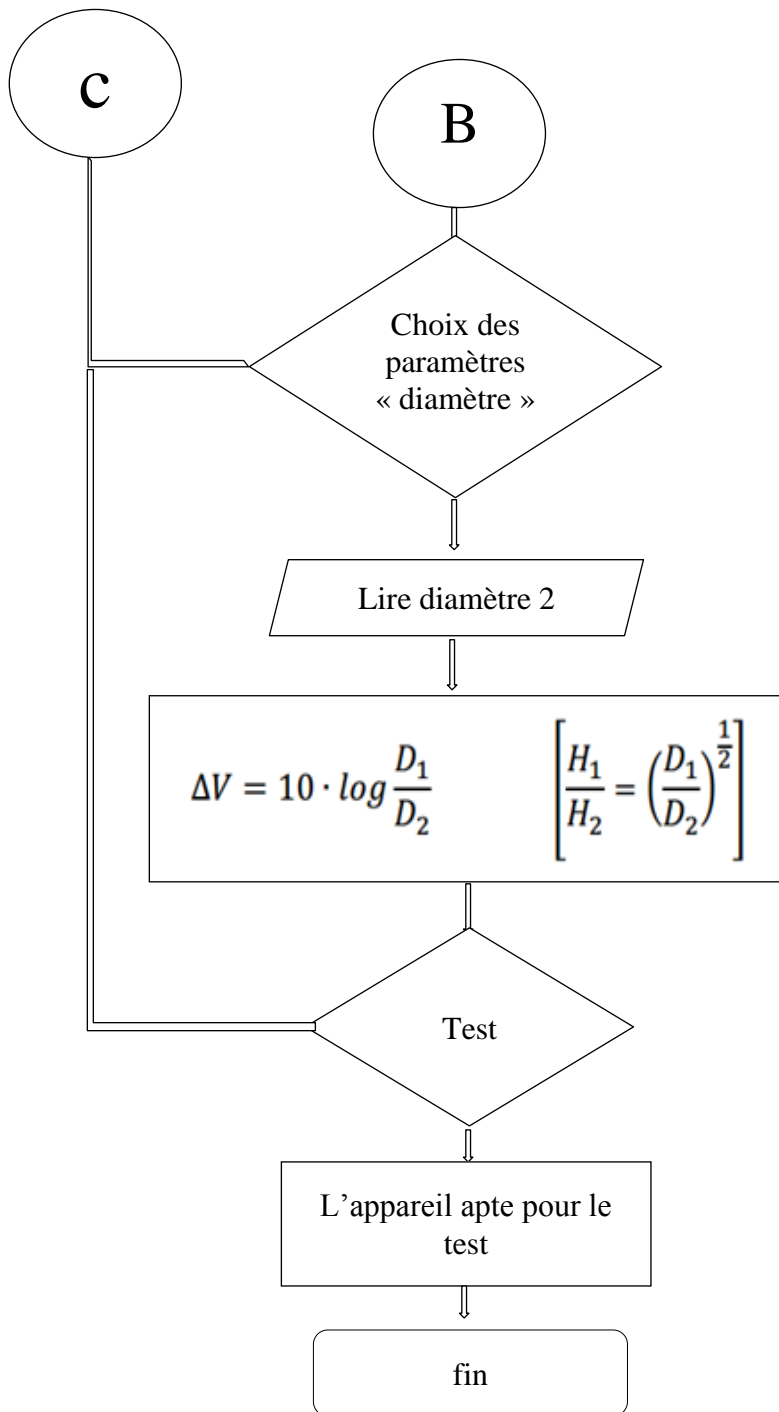 c
B
Choix des
paramètres
« diamètre »
Lire diamètre 2
ΔV = 10 · log D₁/D₂ [H₁/H₂ = (D₁/D₂)^(1/2)]
Test
L’appareil apte pour le
test
fin